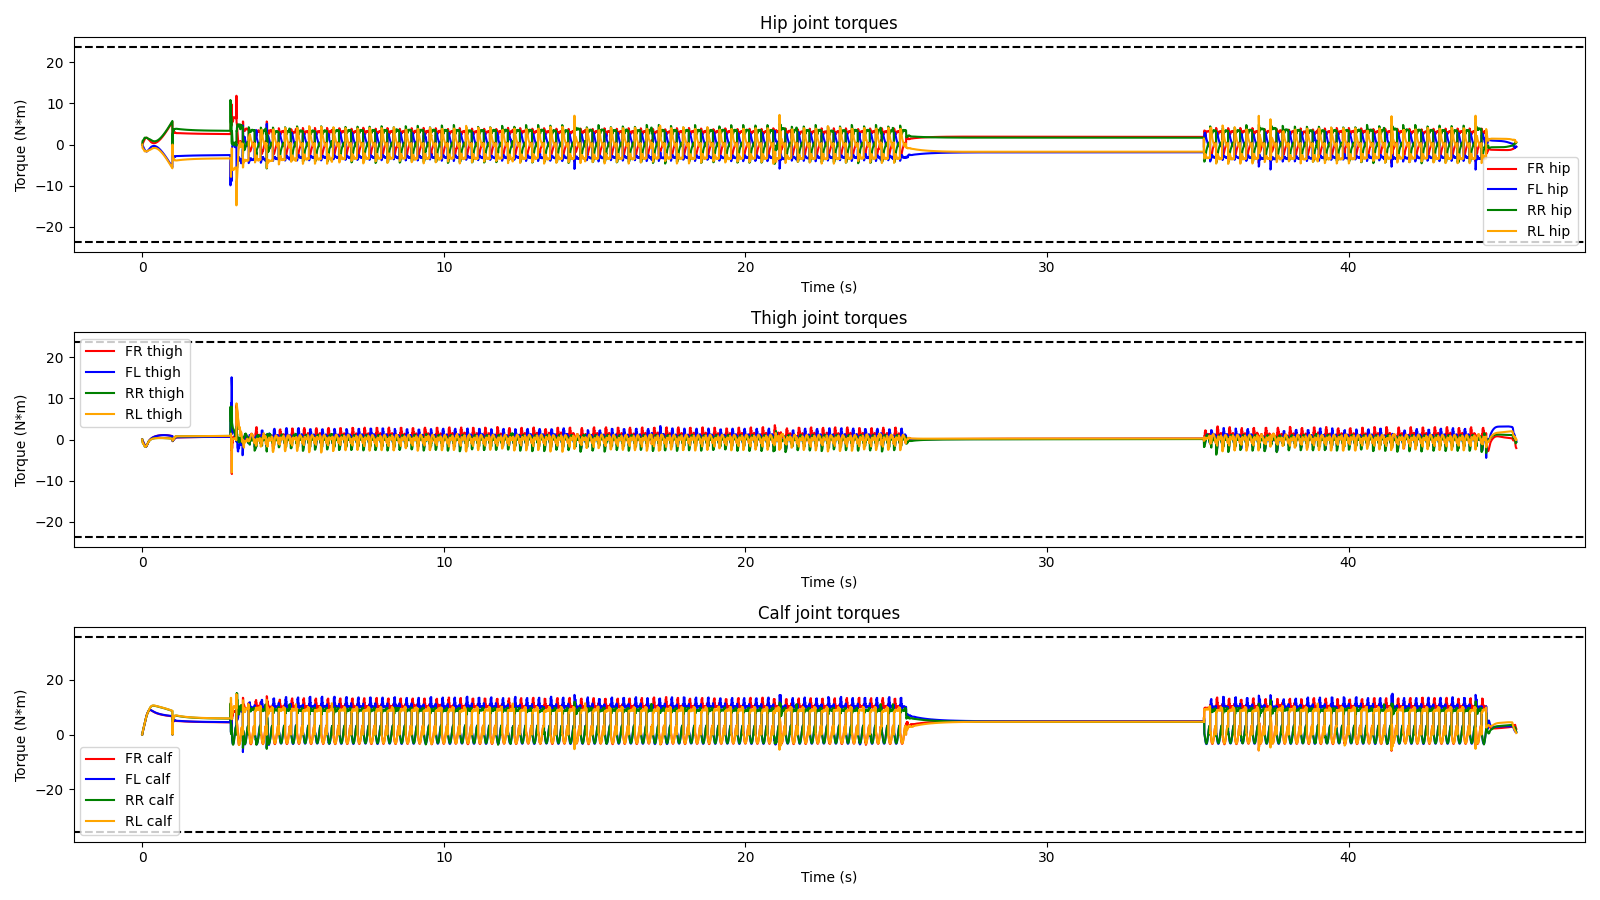 Hip joint torques
Torque (N*m)
20
10
0
−10
−20
FR hip
FL hip
RR hip
RL hip
0 10 20 30 40
Time (s)
Thigh joint torques
Torque (N*m)
20
10
0
−10
−20
FR thigh
FL thigh
RR thigh
RL thigh
0 10 20 30 40
Time (s)
Calf joint torques
Torque (N*m)
20
0
−20
FR calf
FL calf
RR calf
RL calf
0 10 20 30 40
Time (s)